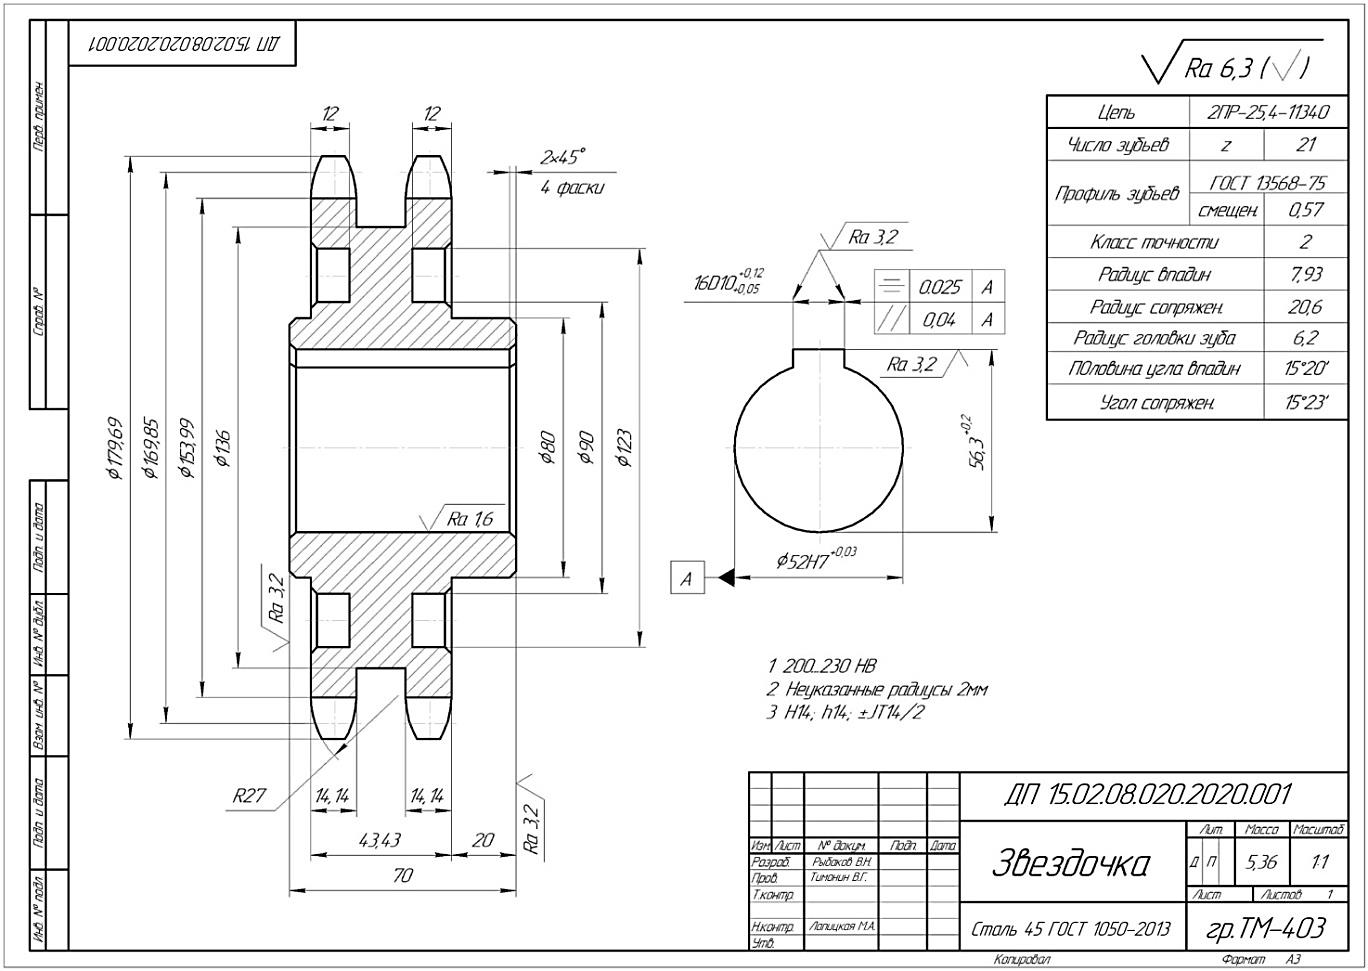 ДП 15.02.08.020.2020.001
Перв. примен.
Справ. №
Подп. и дата
Инв. № дубл.
Взам. инв. №
Подп. и дата
Инв. № подл.
Ra 6,3 (√)
Цепь 2ПР-25,4-11340
Число зубьев z 21
Профиль зубьев ГОСТ 13568-75
смещен. 0,57
Класс точности 2
Радиус впадин 7,93
Радиус сопряжен. 20,6
Радиус головки зуба 6,2
ПОловина угла впадин 15°20'
Угол сопряжен. 15°23'
12 12
2×45°
4 фаски
ϕ179,69
ϕ169,85
ϕ153,99
ϕ136
ϕ80
ϕ90
ϕ123
Ra 1,6
Ra 3,2
R27
14,14 14,14
43,43 20
70
Ra 3,2
Ra 3,2
16D10 +0,12 +0,05
0.025 A
0,04 A
Ra 3,2
56,3 +0,2
ϕ52H7 +0,03
A
1 200...230 HB
2 Неуказанные радиусы 2мм
3 H14; h14; ±JT14/2
ДП 15.02.08.020.2020.001
Звездочка
Лит. Масса Масштаб
Д П 5,36 1:1
Лист Листов 1
Изм. Лист № докум. Подп. Дата
Разраб. Рыбаков В.Н.
Пров. Тимонин В.Г.
Т.контр.
Н.контр. Лапицкая М.А.
Утв.
Сталь 45 ГОСТ 1050-2013
гр.ТМ-403
Копировал Формат А3